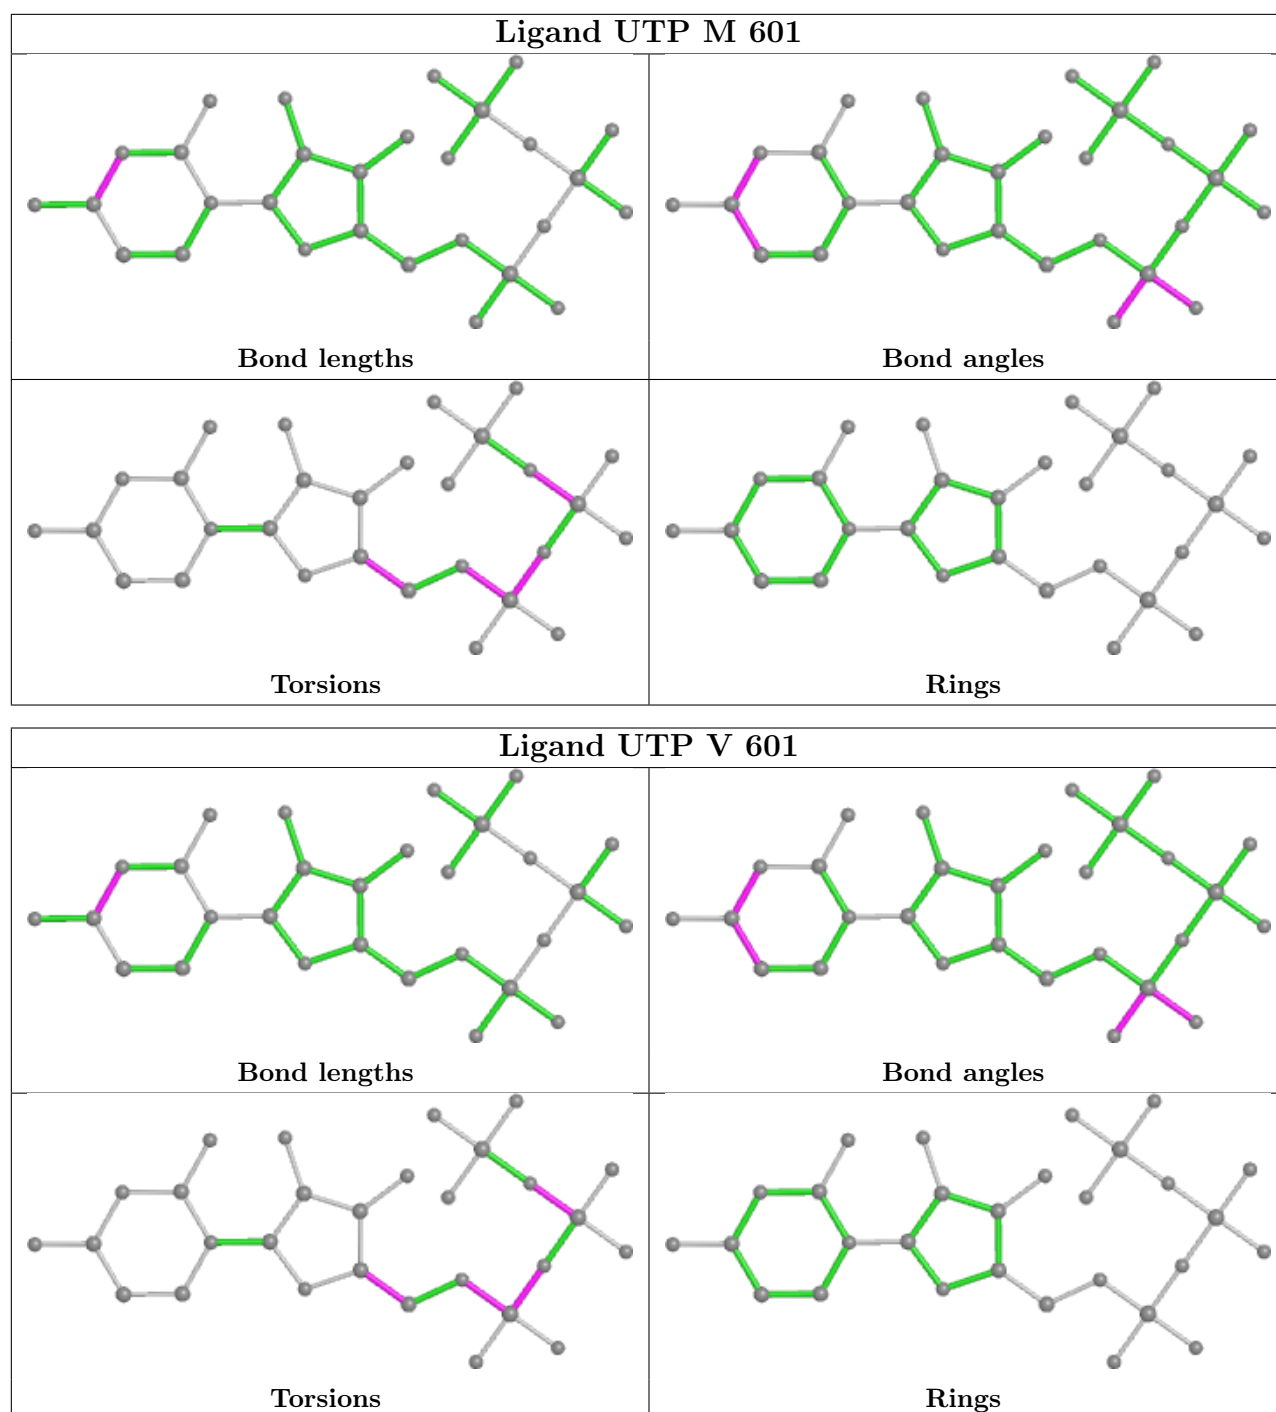 Ligand UTP M 601
Bond lengths
Bond angles
Torsions
Rings
Ligand UTP V 601
Bond lengths
Bond angles
Torsions
Rings